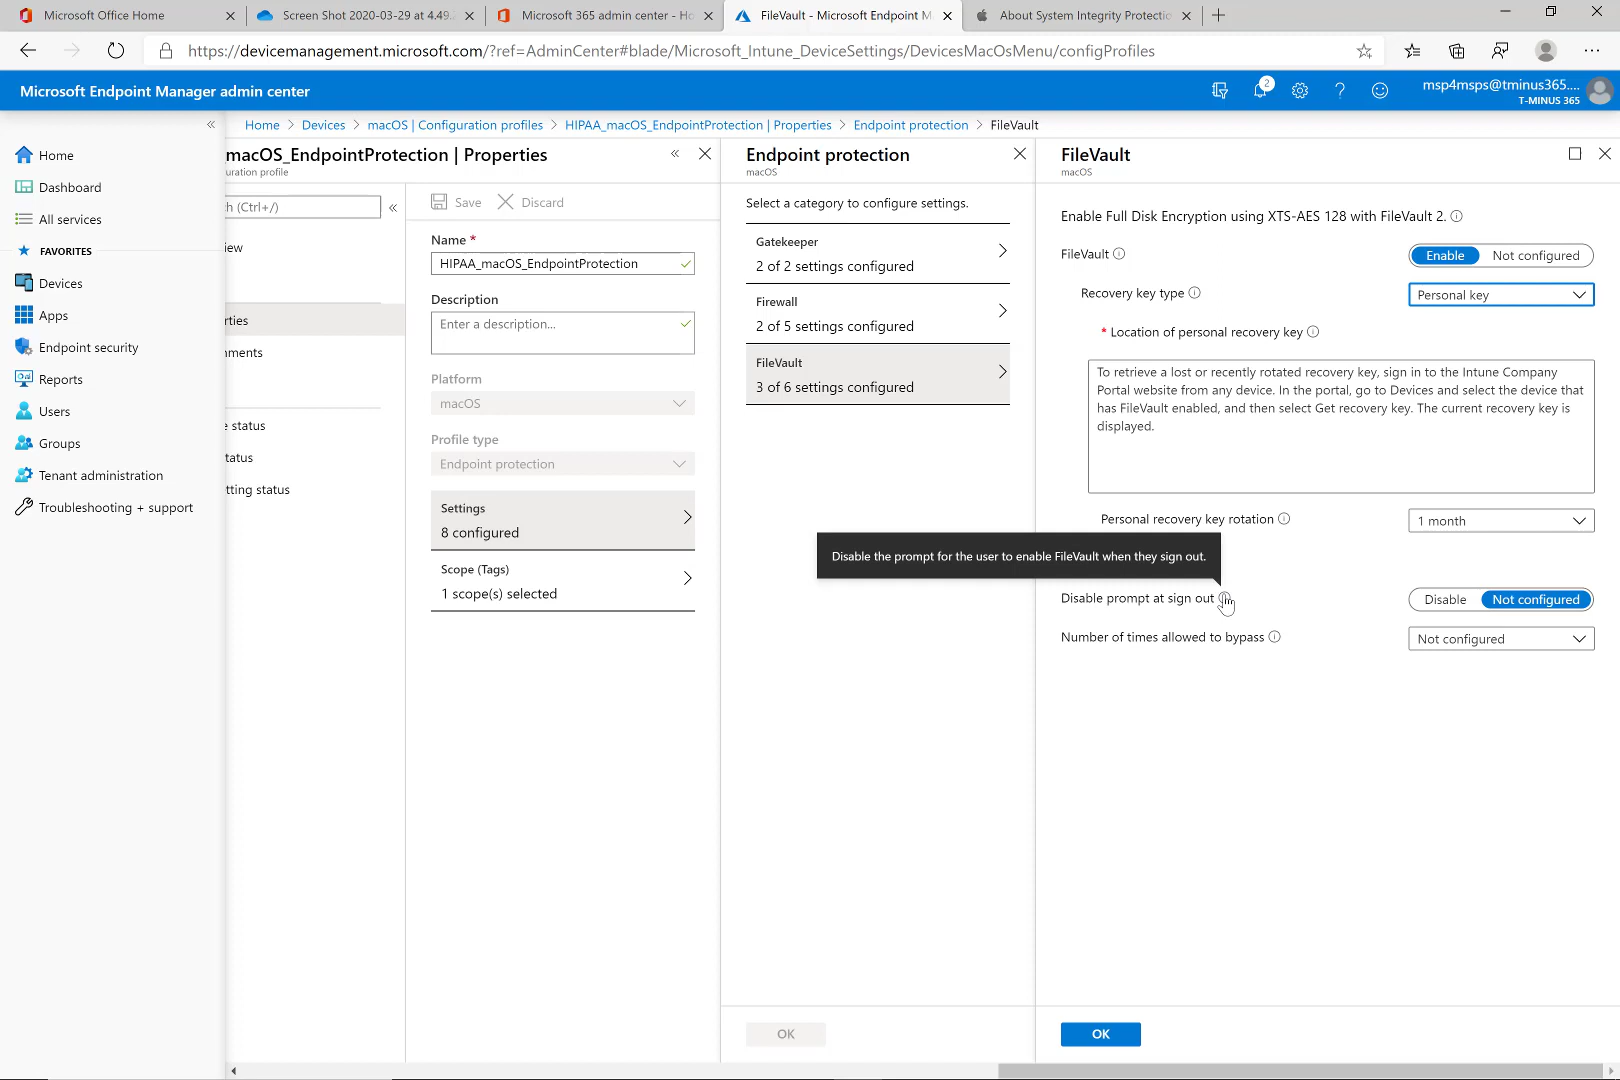 Microsoft Office Home
Screen Shot 2020-03-29 at 4.49.
Microsoft 365 admin center - Ho
FileVault - Microsoft Endpoint M
About System Integrity Protectio
https://devicemanagement.microsoft.com/?ref=AdminCenter#blade/Microsoft_Intune_DeviceSettings/DevicesMacOsMenu/configProfiles
Microsoft Endpoint Manager admin center
2
msp4msps@tminus365....
T-MINUS 365
Home > Devices > macOS | Configuration profiles > HIPAA_macOS_EndpointProtection | Properties > Endpoint protection > FileVault
Home
Dashboard
All services
FAVORITES
Devices
Apps
Endpoint security
Reports
Users
Groups
Tenant administration
Troubleshooting + support
macOS_EndpointProtection | Properties
uration profile
h (Ctrl+/)
iew
rties
nments
e status
tatus
tting status
Save
Discard
Name *
HIPAA_macOS_EndpointProtection
Description
Enter a description...
Platform
macOS
Profile type
Endpoint protection
Settings
8 configured
Scope (Tags)
1 scope(s) selected
Endpoint protection
macOS
Select a category to configure settings.
Gatekeeper
2 of 2 settings configured
Firewall
2 of 5 settings configured
FileVault
3 of 6 settings configured
OK
FileVault
macOS
Enable Full Disk Encryption using XTS-AES 128 with FileVault 2.
FileVault
Enable
Not configured
Recovery key type
Personal key
* Location of personal recovery key
To retrieve a lost or recently rotated recovery key, sign in to the Intune Company
Portal website from any device. In the portal, go to Devices and select the device that
has FileVault enabled, and then select Get recovery key. The current recovery key is
displayed.
Personal recovery key rotation
1 month
Disable the prompt for the user to enable FileVault when they sign out.
Disable prompt at sign out
Disable
Not configured
Number of times allowed to bypass
Not configured
OK